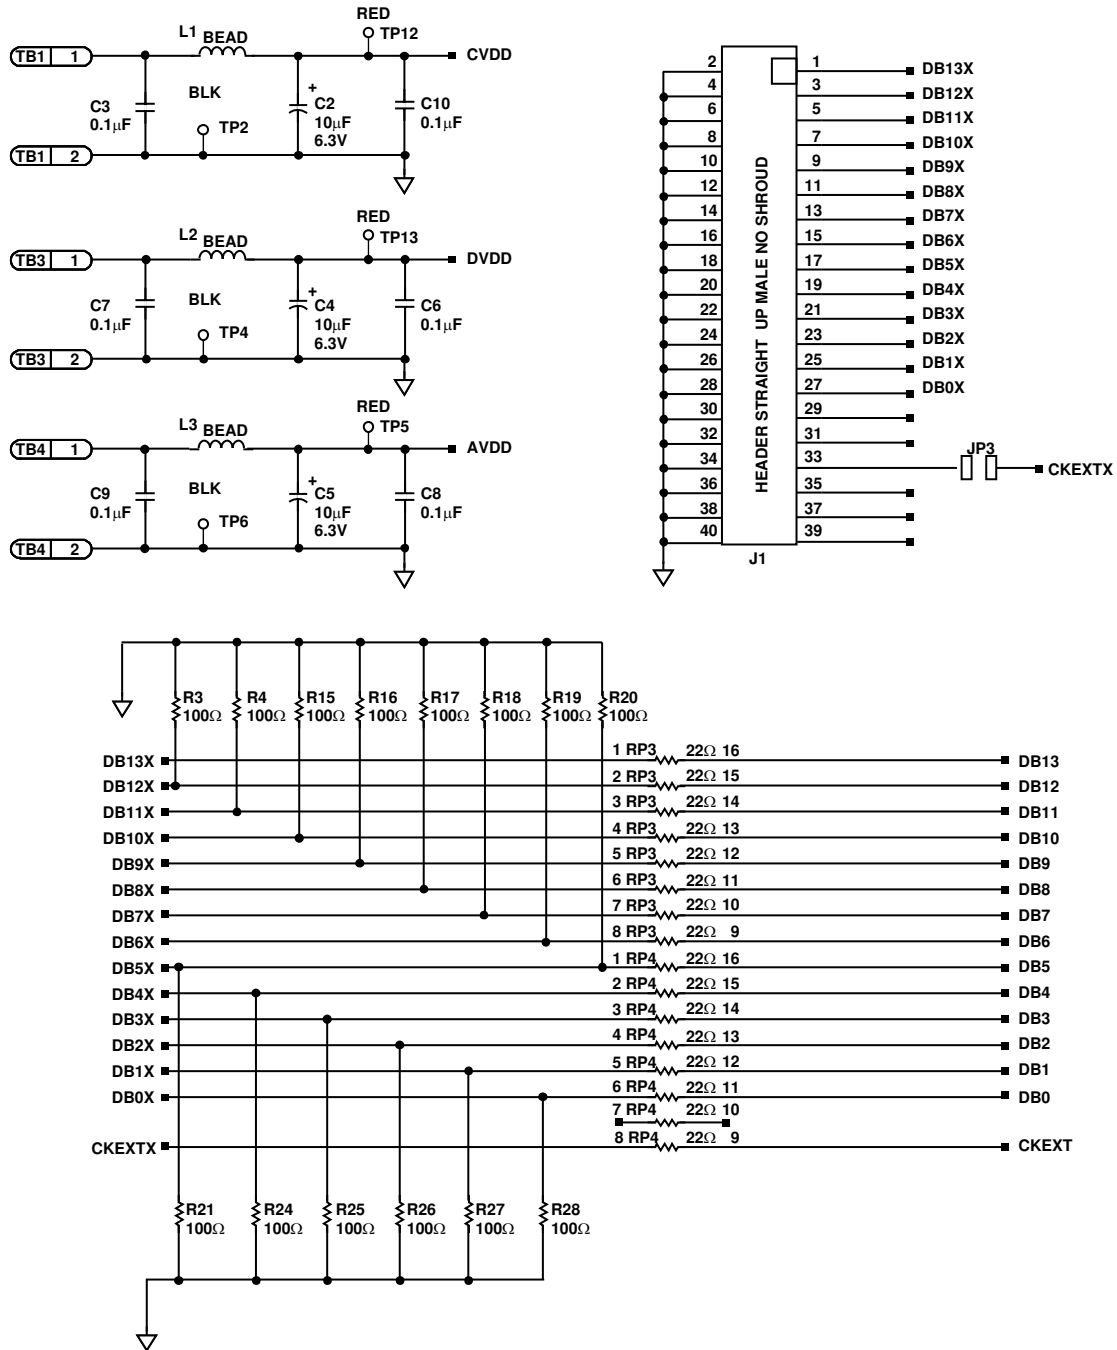 RED
L1 BEAD TP12
TB1 1 CVDD
C3 0.1µF
BLK
TP2
+ C2 10µF 6.3V
C10 0.1µF
TB1 2
RED
L2 BEAD TP13
TB3 1 DVDD
C7 0.1µF
BLK
TP4
+ C4 10µF 6.3V
C6 0.1µF
TB3 2
RED
L3 BEAD TP5
TB4 1 AVDD
C9 0.1µF
BLK
TP6
+ C5 10µF 6.3V
C8 0.1µF
TB4 2
2 1 DB13X
4 3 DB12X
6 5 DB11X
8 7 DB10X
10 9 DB9X
12 11 DB8X
14 13 DB7X
16 15 DB6X
18 17 DB5X
20 19 DB4X
22 21 DB3X
24 23 DB2X
26 25 DB1X
28 27 DB0X
30 29
32 31
34 33 JP3 CKEXTX
36 35
38 37
40 39
HEADER STRAIGHT UP MALE NO SHROUD
J1
R3 R4 R15 R16 R17 R18 R19 R20
100Ω 100Ω 100Ω 100Ω 100Ω 100Ω 100Ω 100Ω
DB13X 1 RP3 22Ω 16 DB13
DB12X 2 RP3 22Ω 15 DB12
DB11X 3 RP3 22Ω 14 DB11
DB10X 4 RP3 22Ω 13 DB10
DB9X 5 RP3 22Ω 12 DB9
DB8X 6 RP3 22Ω 11 DB8
DB7X 7 RP3 22Ω 10 DB7
DB6X 8 RP3 22Ω 9 DB6
DB5X 1 RP4 22Ω 16 DB5
DB4X 2 RP4 22Ω 15 DB4
DB3X 3 RP4 22Ω 14 DB3
DB2X 4 RP4 22Ω 13 DB2
DB1X 5 RP4 22Ω 12 DB1
DB0X 6 RP4 22Ω 11 DB0
7 RP4 22Ω 10
CKEXTX 8 RP4 22Ω 9 CKEXT
R21 R24 R25 R26 R27 R28
100Ω 100Ω 100Ω 100Ω 100Ω 100Ω